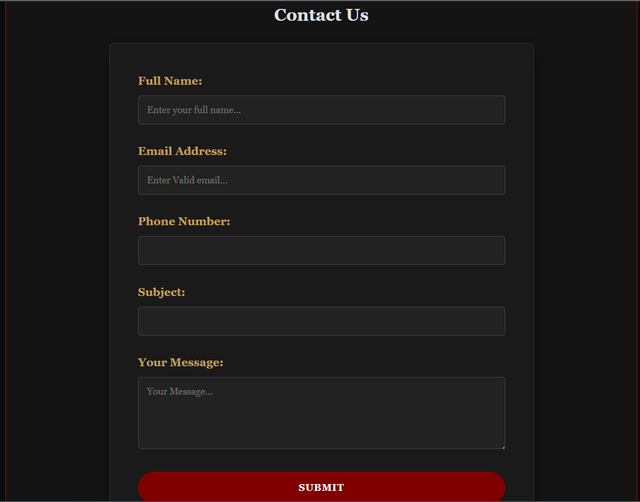 Contact Us
Full Name:
Enter your full name...
Email Address:
Enter Valid email...
Phone Number:
Subject:
Your Message:
Your Message...
SUBMIT